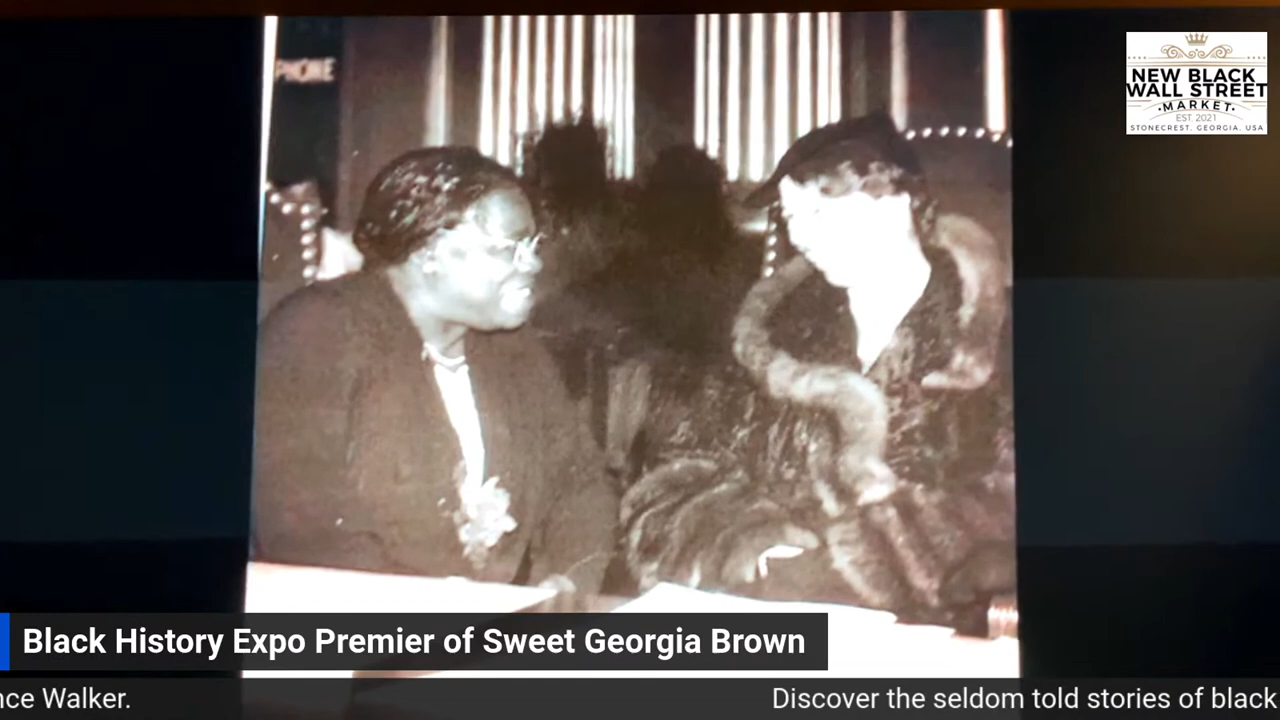 PHONE
NEW BLACK
WALL STREET
•MARKET•
EST. 2021
STONECREST, GEORGIA, USA
Black History Expo Premier of Sweet Georgia Brown
nce Walker.
Discover the seldom told stories of black